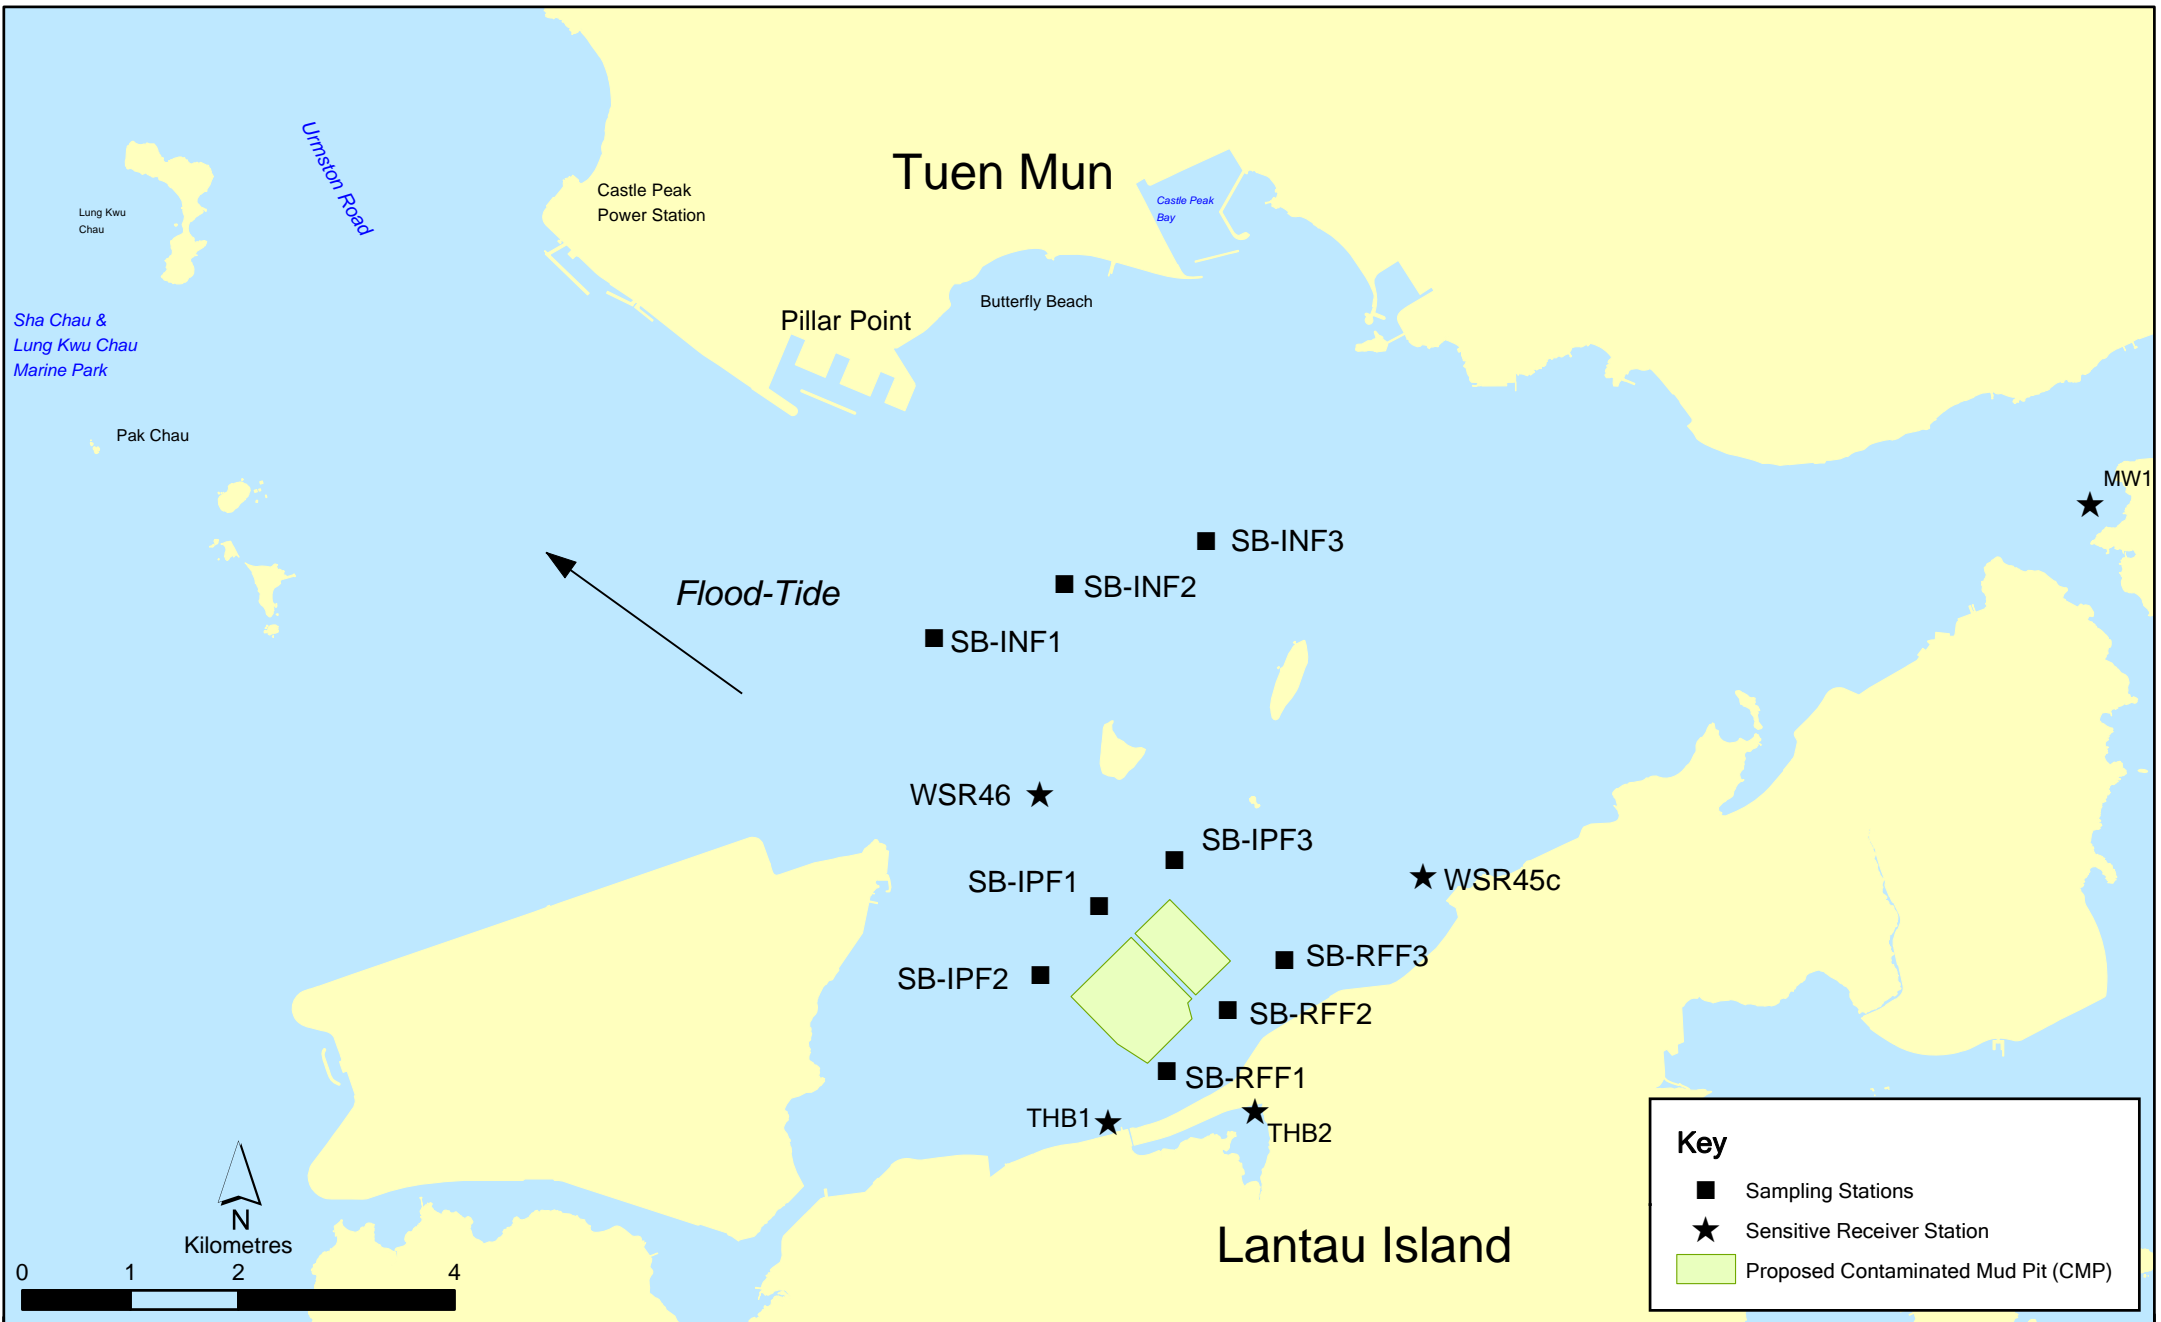 Urmston Road
Tuen Mun
Castle Peak
Power Station
Castle Peak
Bay
Lung Kwu
Chau
Butterfly Beach
Sha Chau &
Lung Kwu Chau
Marine Park
Pillar Point
Pak Chau
MW1
SB-INF3
Flood-Tide
SB-INF2
SB-INF1
WSR46
SB-IPF3
SB-IPF1
WSR45c
SB-IPF2
SB-RFF3
SB-RFF2
SB-RFF1
THB1
THB2
Lantau Island
N
Kilometres
0 1 2 4
Key
Sampling Stations
Sensitive Receiver Station
Proposed Contaminated Mud Pit (CMP)